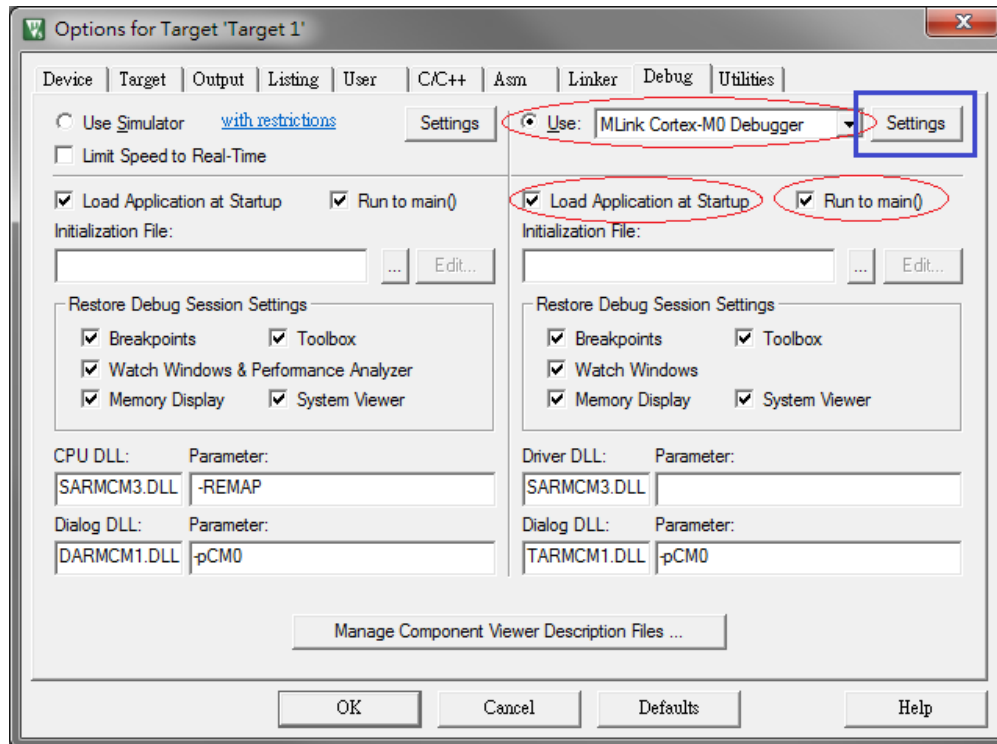 Options for Target 'Target 1'
Device Target Output Listing User C/C++ Asm Linker Debug Utilities
Use Simulator with restrictions Settings Use: MLink Cortex-M0 Debugger Settings
Limit Speed to Real-Time
Load Application at Startup Run to main() Load Application at Startup Run to main()
Initialization File: Initialization File:
... Edit... ... Edit...
Restore Debug Session Settings Restore Debug Session Settings
Breakpoints Toolbox Breakpoints Toolbox
Watch Windows & Performance Analyzer Watch Windows
Memory Display System Viewer Memory Display System Viewer
CPU DLL: Parameter: Driver DLL: Parameter:
SARMCM3.DLL -REMAP SARMCM3.DLL
Dialog DLL: Parameter: Dialog DLL: Parameter:
DARMCM1.DLL -pCM0 TARMCM1.DLL -pCM0
Manage Component Viewer Description Files ...
OK Cancel Defaults Help